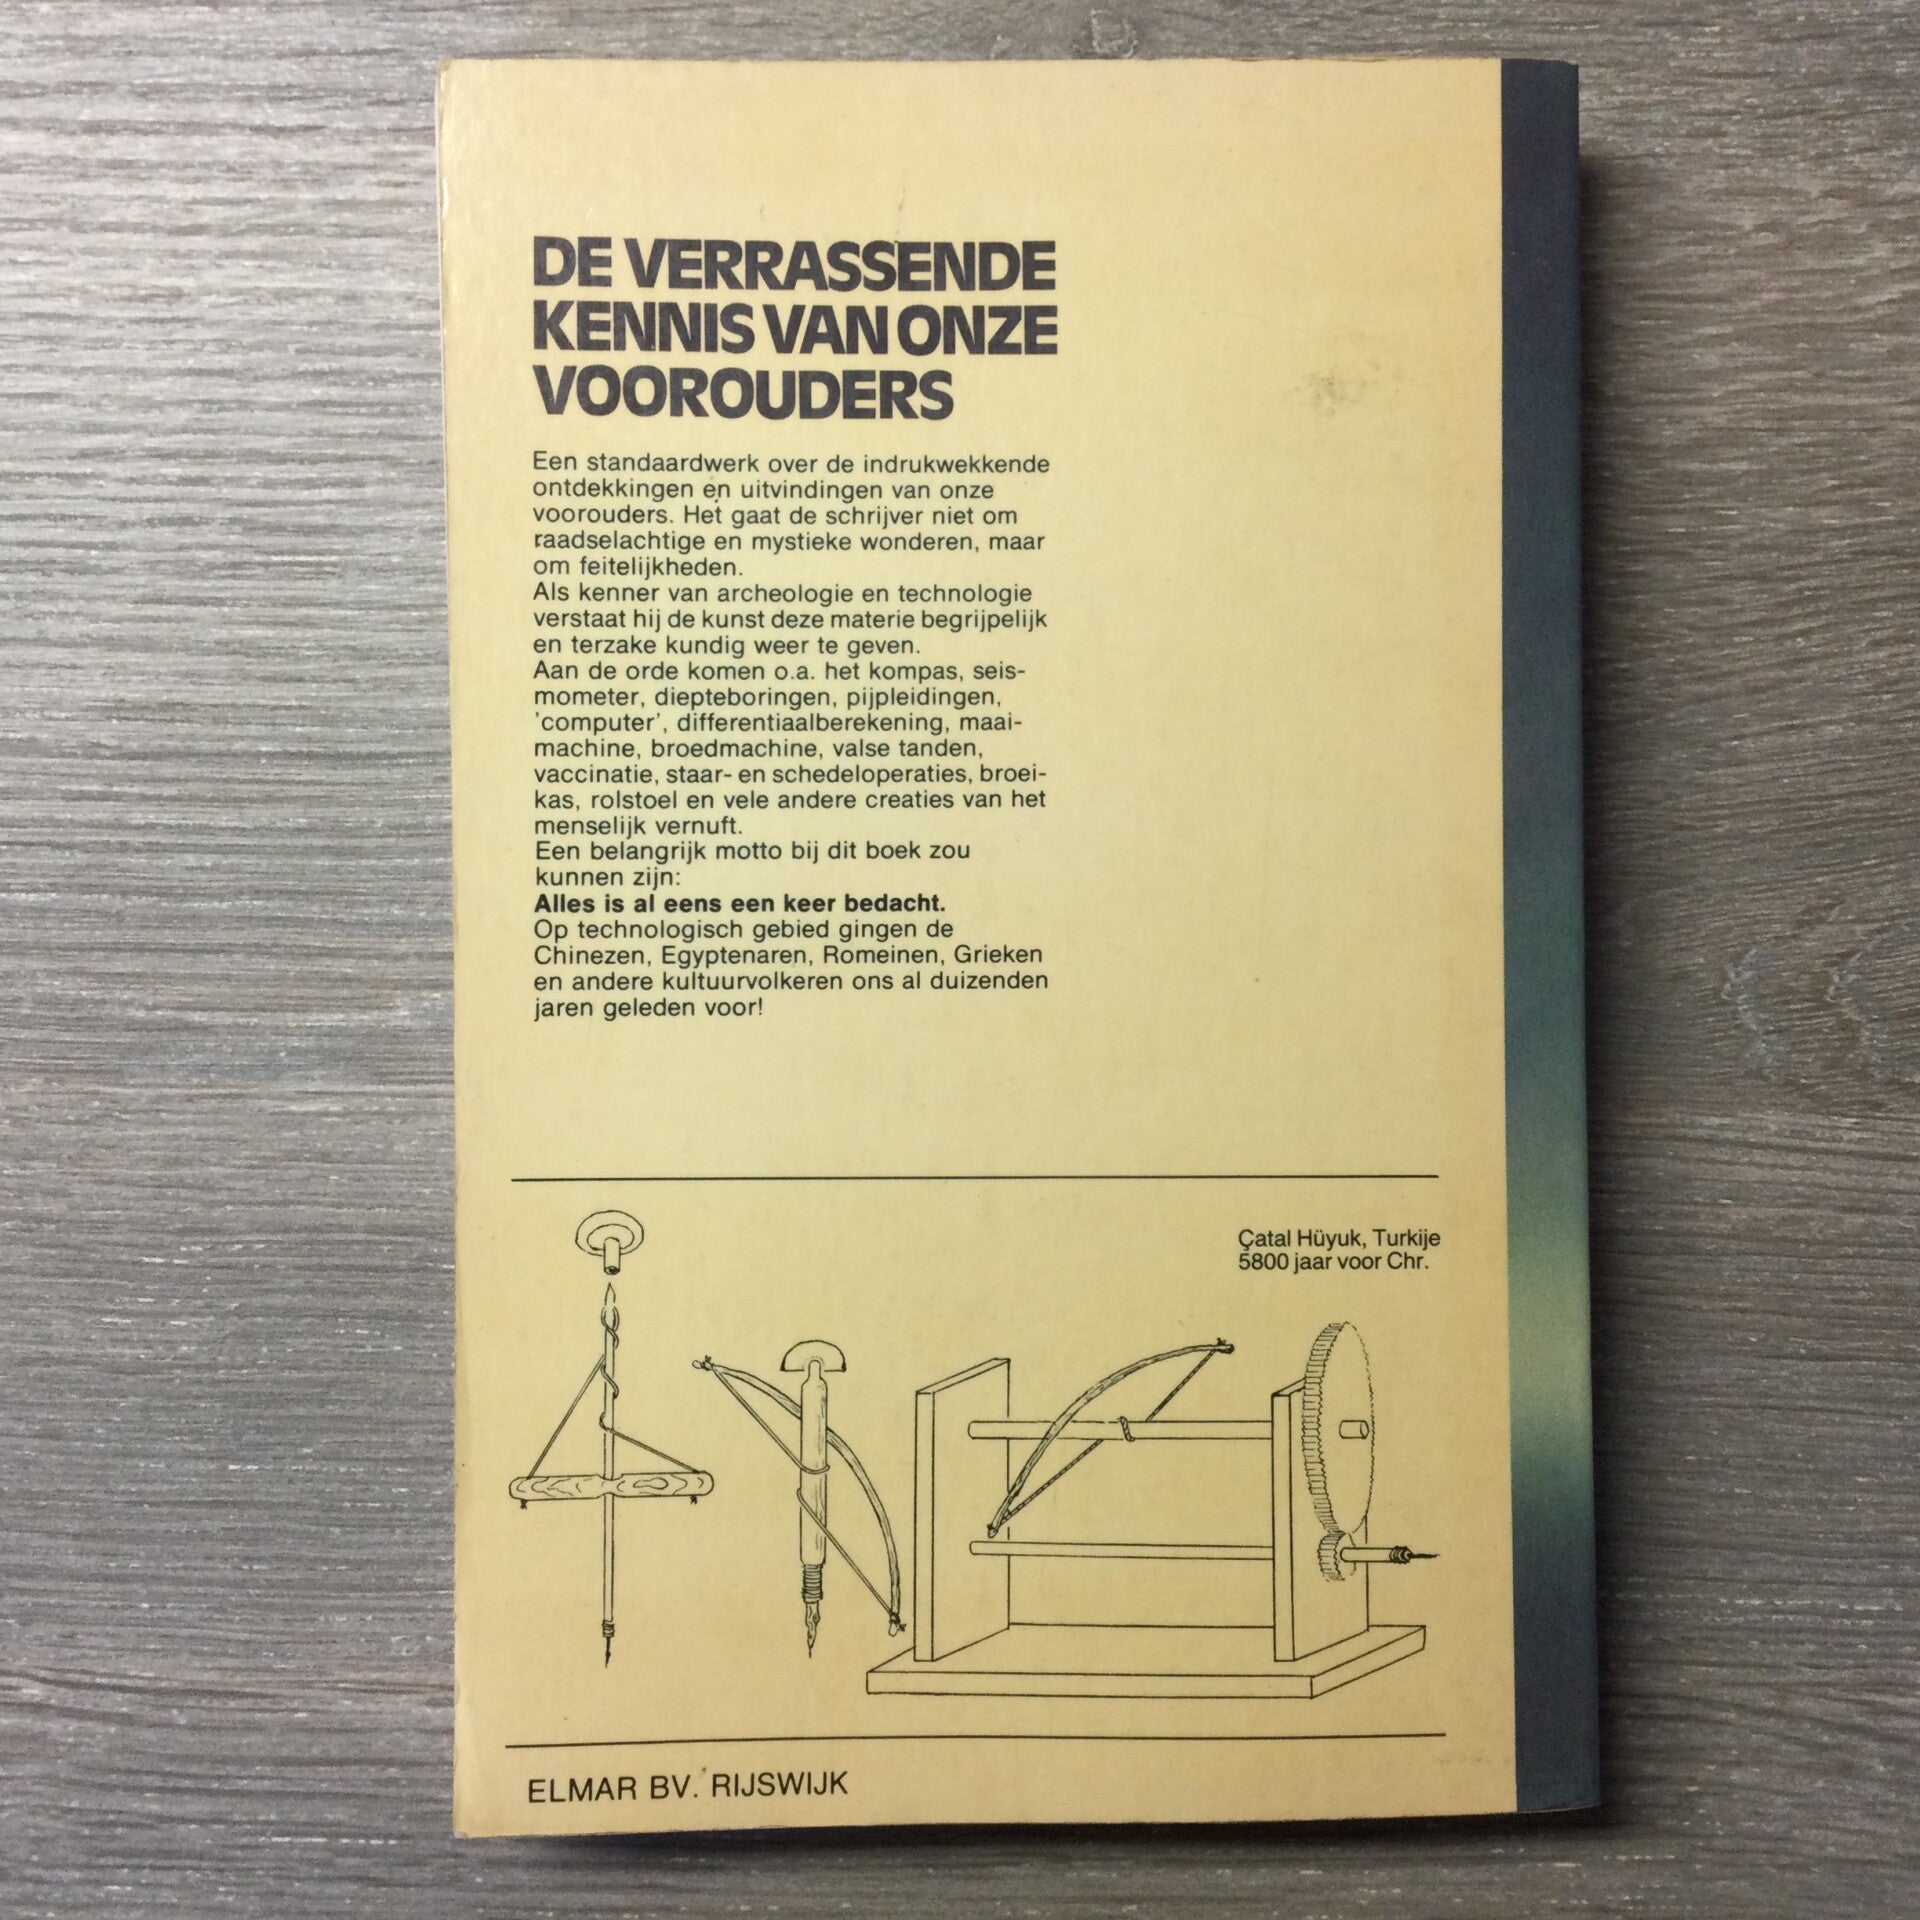 DE VERRASSENDE
KENNIS VAN ONZE
VOOROUDERS
Een standaardwerk over de indrukwekkende
ontdekkingen en uitvindingen van onze
voorouders. Het gaat de schrijver niet om
raadselachtige en mystieke wonderen, maar
om feitelijkheden.
Als kenner van archeologie en technologie
verstaat hij de kunst deze materie begrijpelijk
en terzake kundig weer te geven.
Aan de orde komen o.a. het kompas, seis-
mometer, diepteboringen, pijpleidingen,
'computer', differentiaalberekening, maai-
machine, broedmachine, valse tanden,
vaccinatie, staar- en schedeloperaties, broei-
kas, rolstoel en vele andere creaties van het
menselijk vernuft.
Een belangrijk motto bij dit boek zou
kunnen zijn:
Alles is al eens een keer bedacht.
Op technologisch gebied gingen de
Chinezen, Egyptenaren, Romeinen, Grieken
en andere kultuurvolkeren ons al duizenden
jaren geleden voor!
Çatal Hüyuk, Turkije
5800 jaar voor Chr.
ELMAR BV. RIJSWIJK